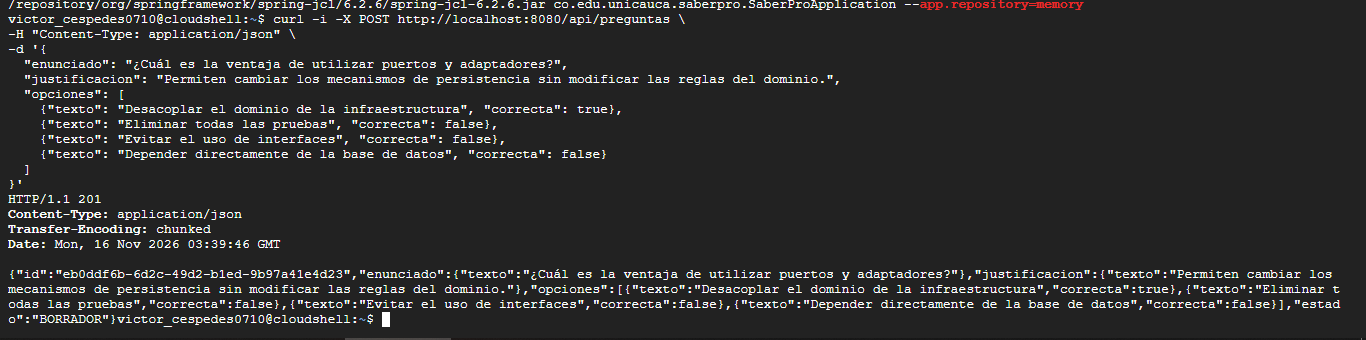 /repository/org/springframework/spring-jcl/6.2.6/spring-jcl-6.2.6.jar co.edu.unicauca.saberpro.SaberProApplication --app.repository=memory
victor_cespedes0710@cloudshell:~$ curl -i -X POST http://localhost:8080/api/preguntas \
-H "Content-Type: application/json" \
-d '{
  "enunciado": "¿Cuál es la ventaja de utilizar puertos y adaptadores?",
  "justificacion": "Permiten cambiar los mecanismos de persistencia sin modificar las reglas del dominio.",
  "opciones": [
    {"texto": "Desacoplar el dominio de la infraestructura", "correcta": true},
    {"texto": "Eliminar todas las pruebas", "correcta": false},
    {"texto": "Evitar el uso de interfaces", "correcta": false},
    {"texto": "Depender directamente de la base de datos", "correcta": false}
  ]
}'
HTTP/1.1 201
Content-Type: application/json
Transfer-Encoding: chunked
Date: Mon, 16 Nov 2026 03:39:46 GMT

{"id":"eb0ddf6b-6d2c-49d2-b1ed-9b97a41e4d23","enunciado":{"texto":"¿Cuál es la ventaja de utilizar puertos y adaptadores?"},"justificacion":{"texto":"Permiten cambiar los
mecanismos de persistencia sin modificar las reglas del dominio."},"opciones":[{"texto":"Desacoplar el dominio de la infraestructura","correcta":true},{"texto":"Eliminar t
odas las pruebas","correcta":false},{"texto":"Evitar el uso de interfaces","correcta":false},{"texto":"Depender directamente de la base de datos","correcta":false}],"estad
o":"BORRADOR"}victor_cespedes0710@cloudshell:~$